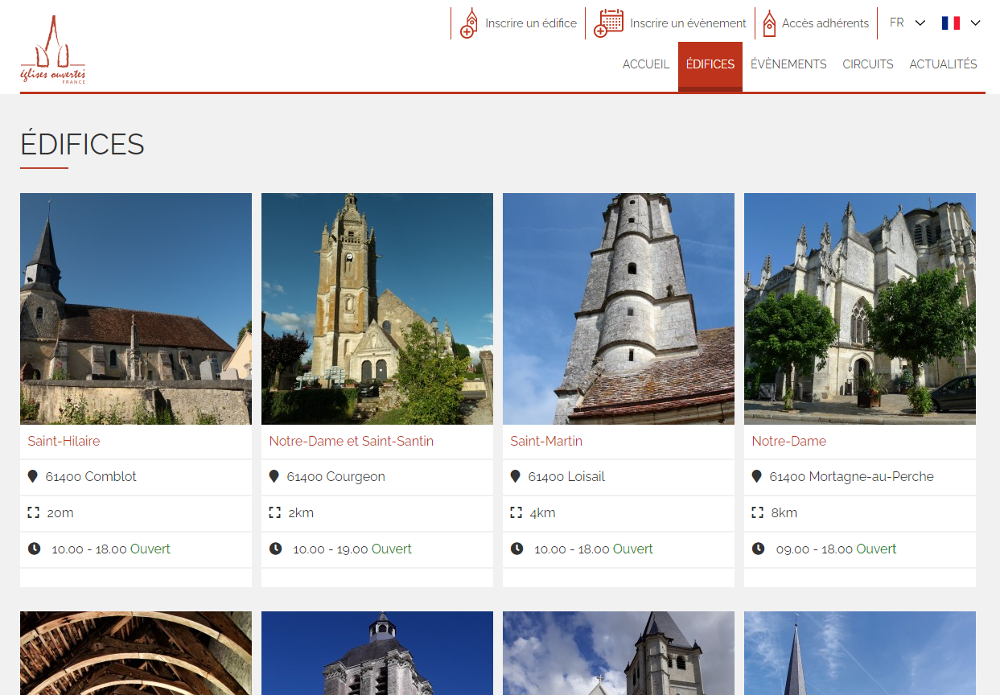 Inscrire un édifice
Inscrire un évènement
Accès adhérents
FR
églises ouvertes
FRANCE
ACCUEIL
ÉDIFICES
ÉVÈNEMENTS
CIRCUITS
ACTUALITÉS
ÉDIFICES
Saint-Hilaire
61400 Comblot
20m
10.00 - 18.00 Ouvert
Notre-Dame et Saint-Santin
61400 Courgeon
2km
10.00 - 19.00 Ouvert
Saint-Martin
61400 Loisail
4km
10.00 - 18.00 Ouvert
Notre-Dame
61400 Mortagne-au-Perche
8km
09.00 - 18.00 Ouvert